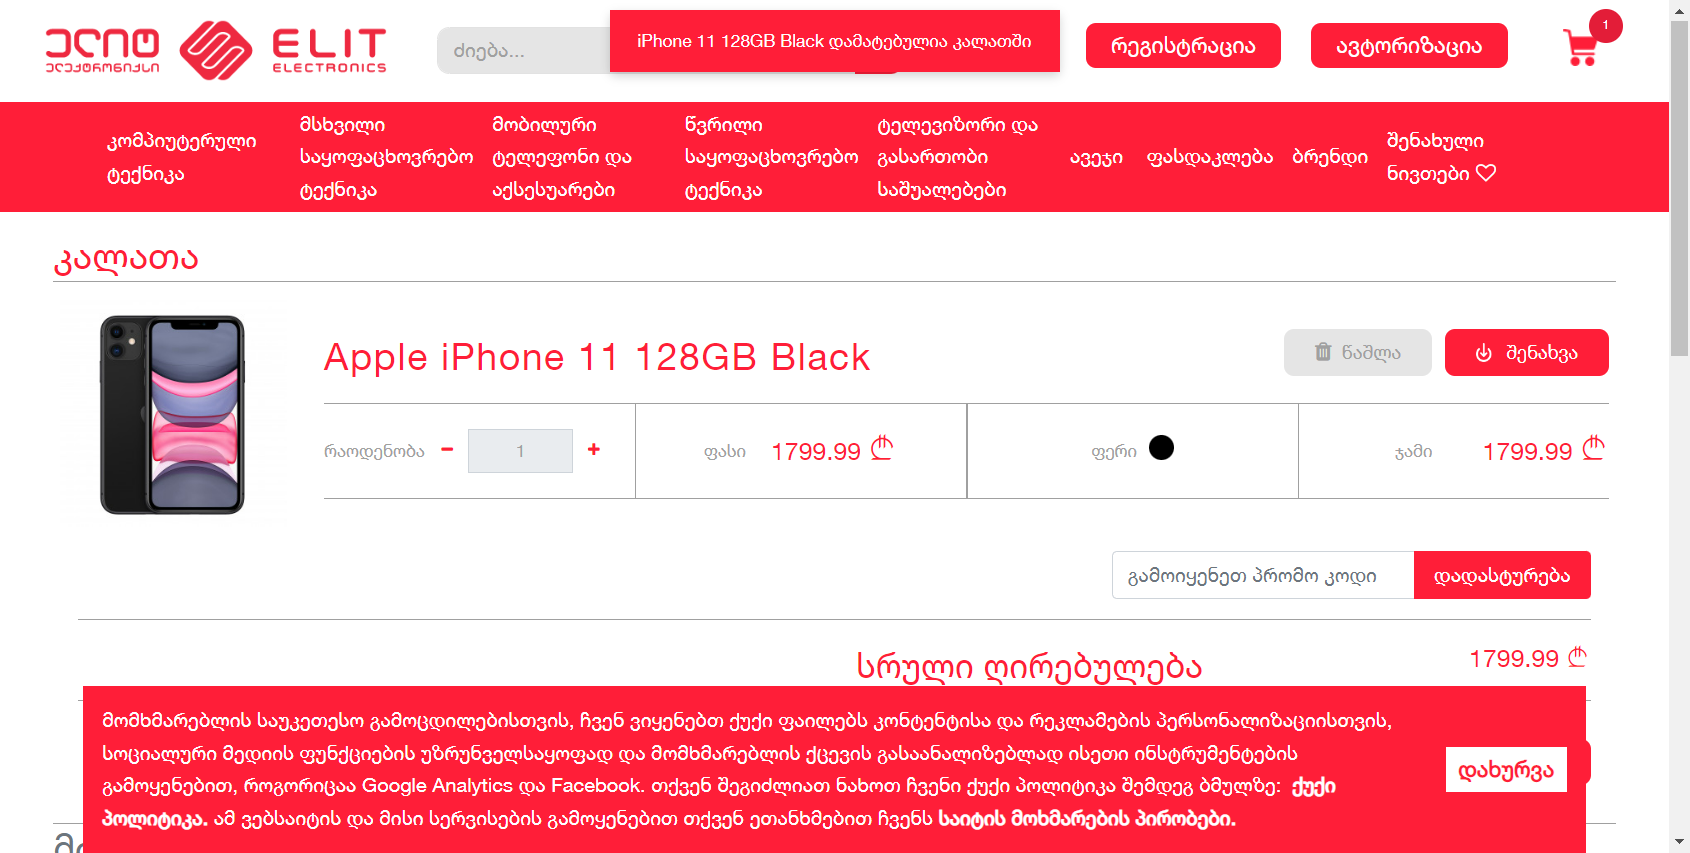 ელიტ
ელექტრონიქსი
ELIT
ELECTRONICS
ძიება...
iPhone 11 128GB Black დამატებულია კალათში
რეგისტრაცია
ავტორიზაცია
1
კომპიუტერული
ტექნიკა
მსხვილი
საყოფაცხოვრებო
ტექნიკა
მობილური
ტელეფონი და
აქსესუარები
წვრილი
საყოფაცხოვრებო
ტექნიკა
ტელევიზორი და
გასართობი
საშუალებები
ავეჯი
ფასდაკლება
ბრენდი
შენახული
ნივთები
კალათა
Apple iPhone 11 128GB Black
წაშლა
შენახვა
რაოდენობა − 1 +
ფასი 1799.99 ₾
ფერი
ჯამი 1799.99 ₾
გამოიყენეთ პრომო კოდი
დადასტურება
სრული ღირებულება
1799.99 ₾
მომხმარებლის საუკეთესო გამოცდილებისთვის, ჩვენ ვიყენებთ ქუქი ფაილებს კონტენტისა და რეკლამების პერსონალიზაციისთვის,
სოციალური მედიის ფუნქციების უზრუნველსაყოფად და მომხმარებლის ქცევის გასაანალიზებლად ისეთი ინსტრუმენტების
გამოყენებით, როგორიცაა Google Analytics და Facebook. თქვენ შეგიძლიათ ნახოთ ჩვენი ქუქი პოლიტიკა შემდეგ ბმულზე: ქუქი
პოლიტიკა. ამ ვებსაიტის და მისი სერვისების გამოყენებით თქვენ ეთანხმებით ჩვენს საიტის მოხმარების პირობები.
დახურვა